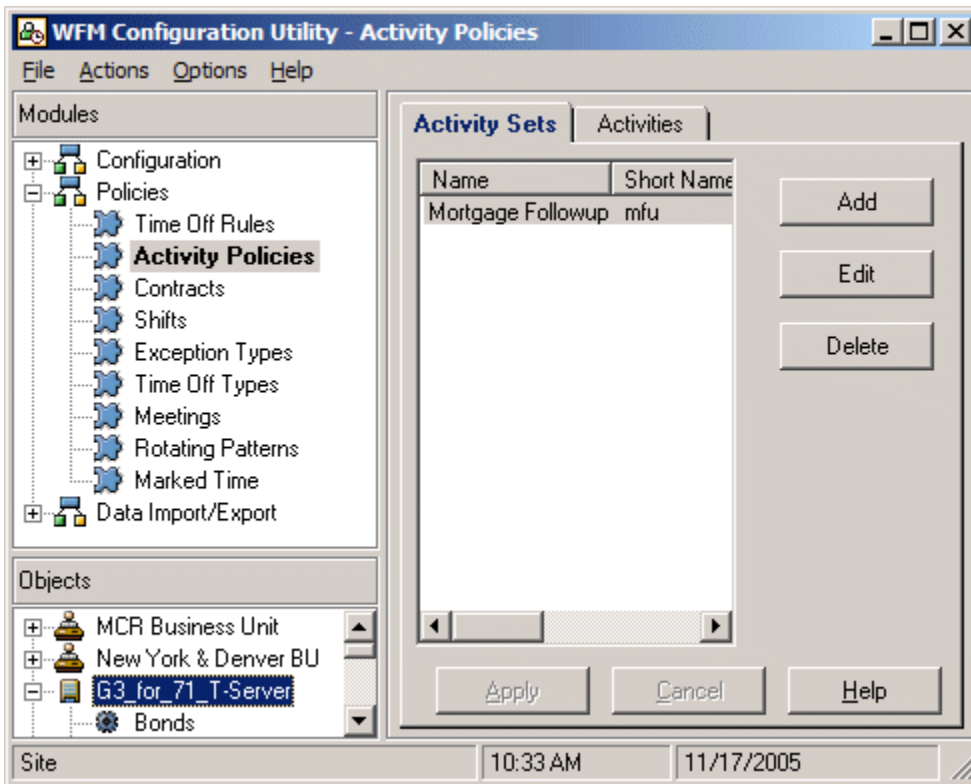 WFM Configuration Utility - Activity Policies
File Actions Options Help
Modules
Configuration
Policies
Time Off Rules
Activity Policies
Contracts
Shifts
Exception Types
Time Off Types
Meetings
Rotating Patterns
Marked Time
Data Import/Export
Objects
MCR Business Unit
New York & Denver BU
G3_for_71_T-Server
Bonds
Activity Sets Activities
Name Short Name
Mortgage Followup mfu
Add
Edit
Delete
Apply Cancel Help
Site 10:33 AM 11/17/2005